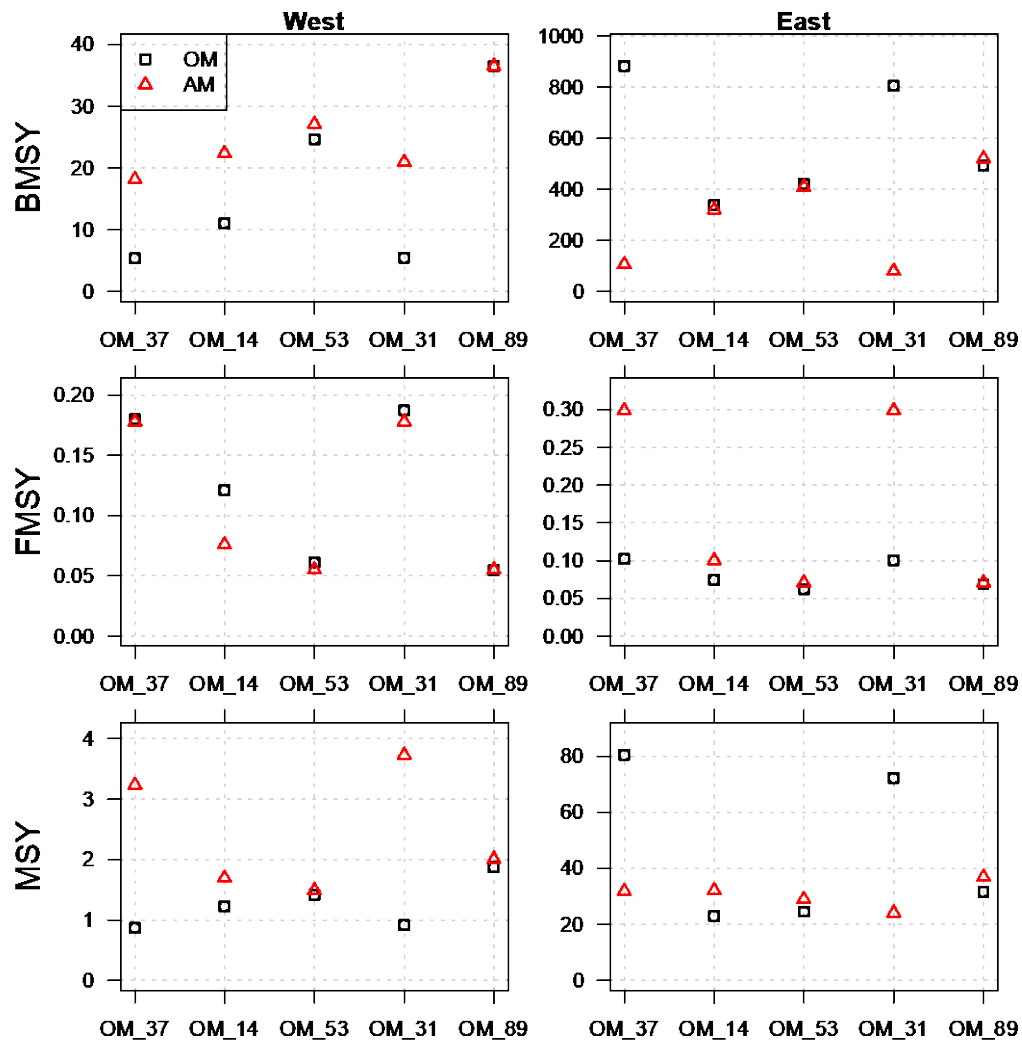 West
BMSY
40
30
20
10
0
OM
AM
OM_37 OM_14 OM_53 OM_31 OM_89
East
1000
800
600
400
200
0
OM_37 OM_14 OM_53 OM_31 OM_89
FMSY
0.20
0.15
0.10
0.05
0.00
OM_37 OM_14 OM_53 OM_31 OM_89
0.30
0.25
0.20
0.15
0.10
0.05
0.00
OM_37 OM_14 OM_53 OM_31 OM_89
MSY
4
3
2
1
0
OM_37 OM_14 OM_53 OM_31 OM_89
80
60
40
20
0
OM_37 OM_14 OM_53 OM_31 OM_89